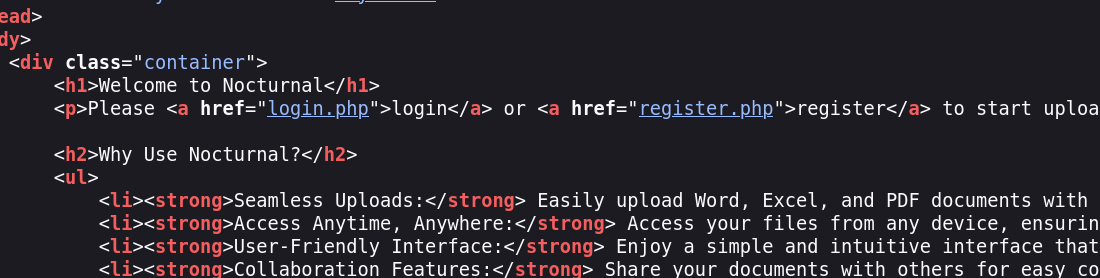 ead>
dy>
<div class="container">
<h1>Welcome to Nocturnal</h1>
<p>Please <a href="login.php">login</a> or <a href="register.php">register</a> to start uploa
<h2>Why Use Nocturnal?</h2>
<ul>
<li><strong>Seamless Uploads:</strong> Easily upload Word, Excel, and PDF documents with
<li><strong>Access Anytime, Anywhere:</strong> Access your files from any device, ensurin
<li><strong>User-Friendly Interface:</strong> Enjoy a simple and intuitive interface that
<li><strong>Collaboration Features:</strong> Share your documents with others for easy co